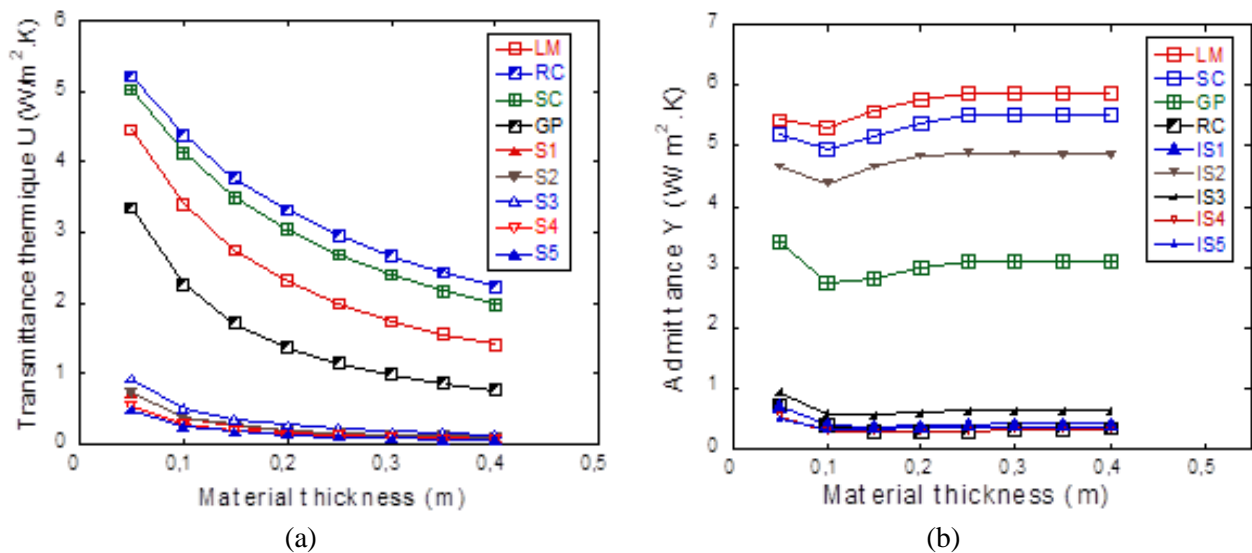 Transmittance thermique U (W/m².K)
6
5
4
3
2
1
0
LM
RC
SC
GP
S1
S2
S3
S4
S5
0
0,1
0,2
0,3
0,4
0,5
Material thickness (m)
(a)
Admittance Y (W/m².K)
7
6
5
4
3
2
1
0
LM
SC
GP
RC
IS1
IS2
IS3
IS4
IS5
0
0,1
0,2
0,3
0,4
0,5
Material thickness (m)
(b)